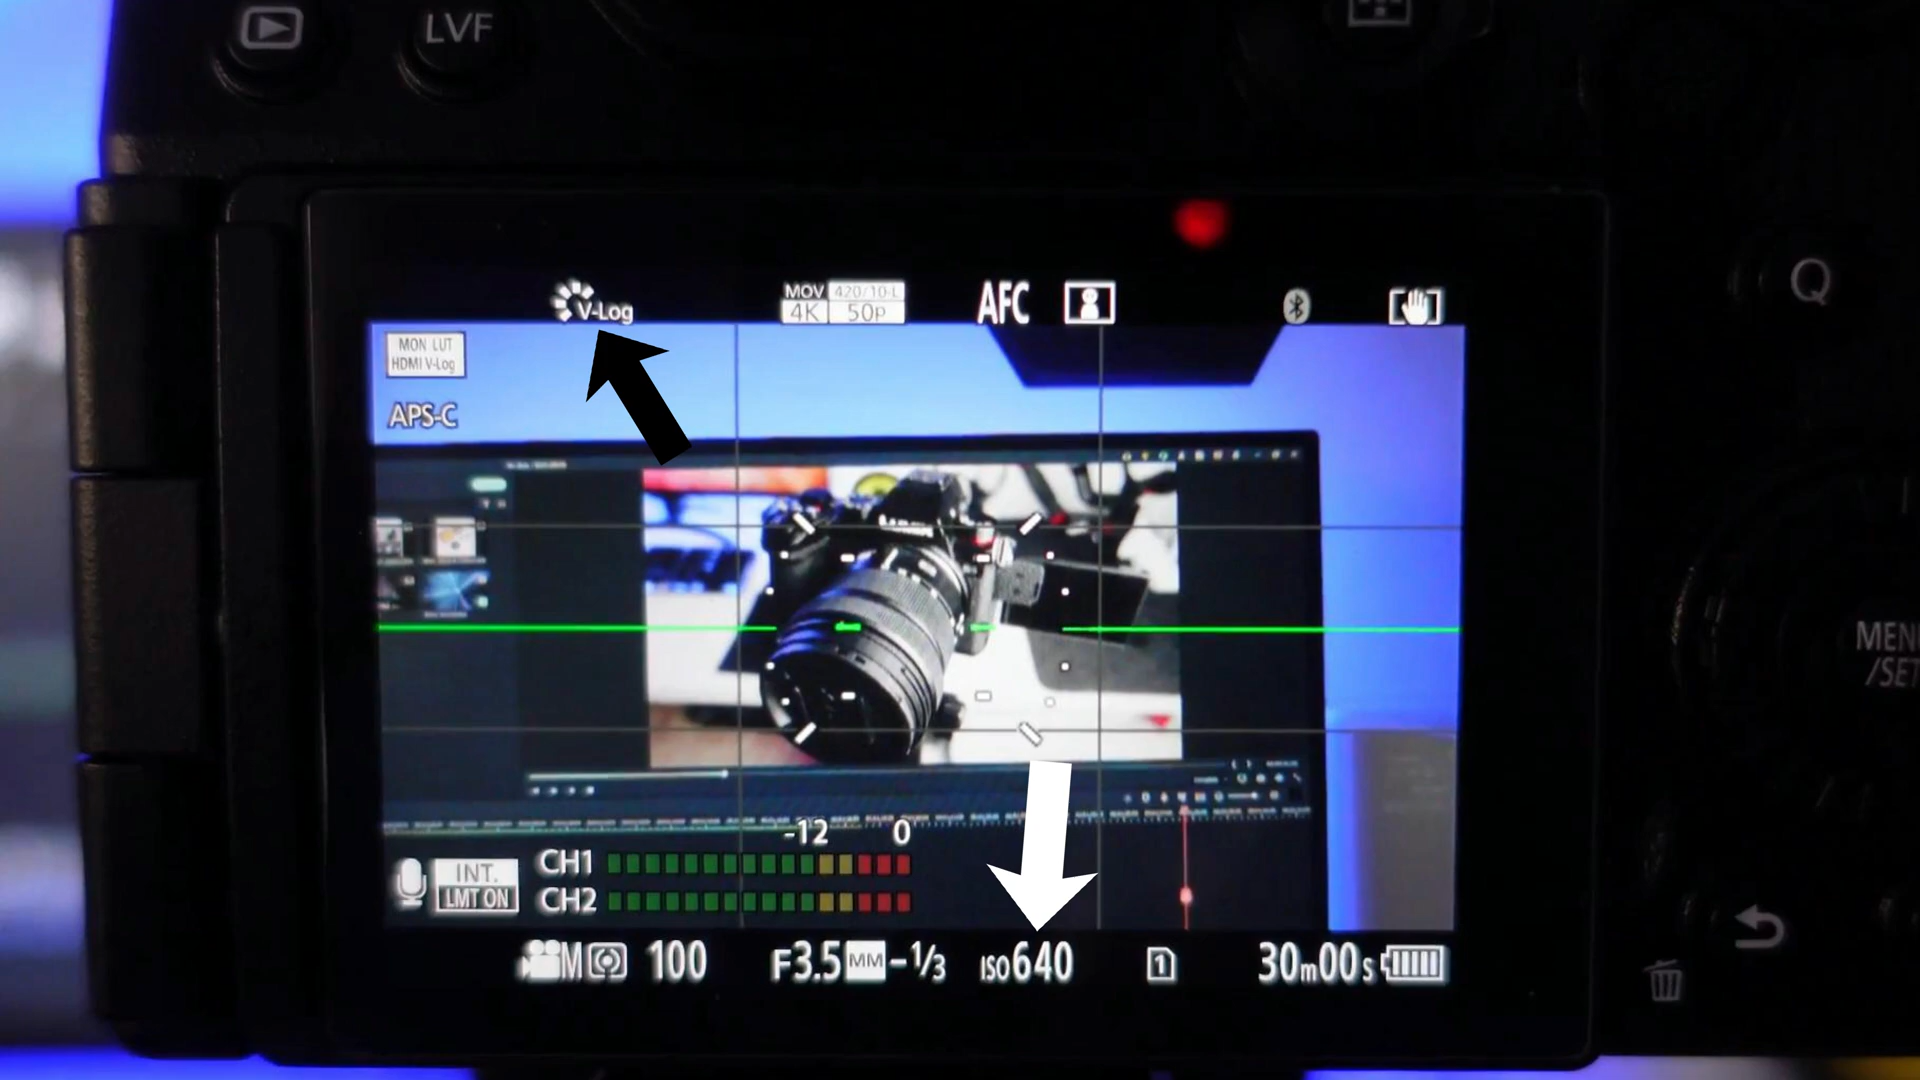 LVF
Q
V-Log
MOV 420/10-L
4K 50p
AFC
MON LUT
HDMI V-Log
APS-C
MENU
/SET
-12 0
INT.
LMT ON
CH1
CH2
M 100 F3.5 MM -1/3 ISO640 1 30m00s